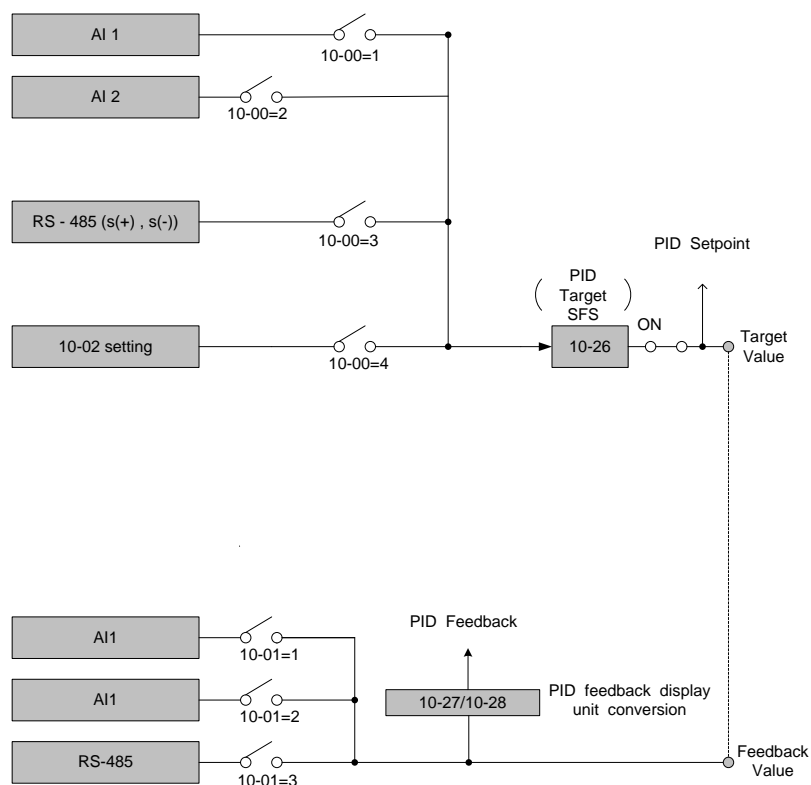 AI 1
10-00=1
AI 2
10-00=2
RS - 485 (s(+) , s(-))
10-00=3
PID Setpoint
( PID
Target
SFS )
10-02 setting
10-00=4
10-26
ON
Target
Value
AI1
10-01=1
PID Feedback
AI1
10-01=2
10-27/10-28
PID feedback display
unit conversion
RS-485
10-01=3
Feedback
Value